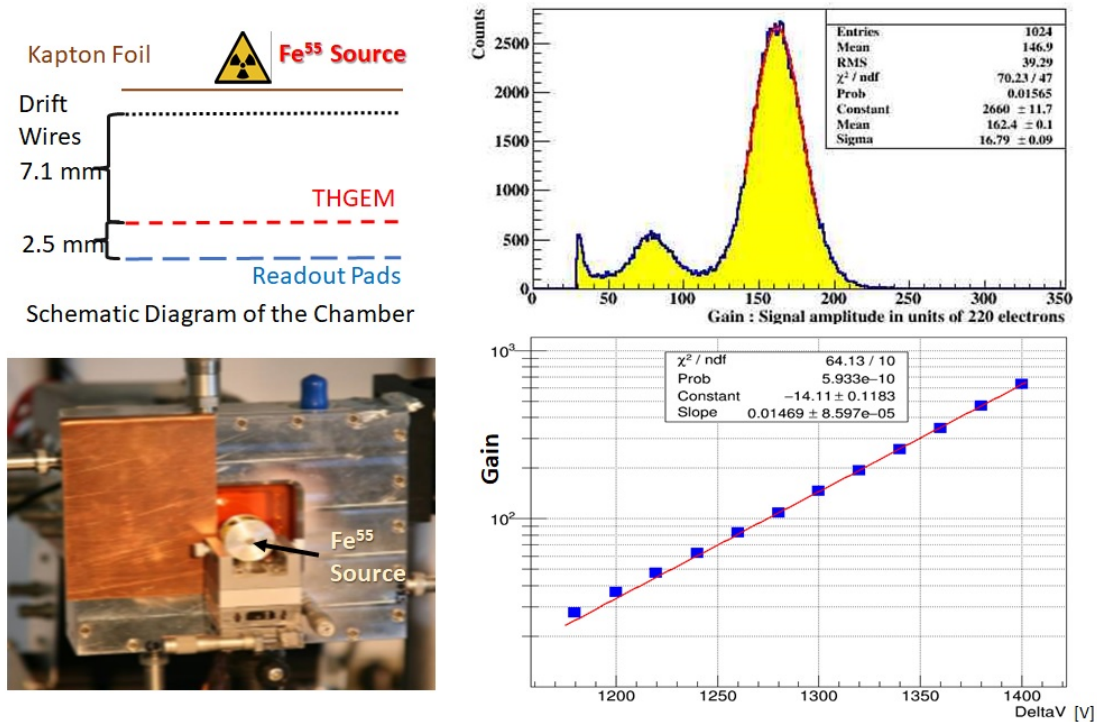 Kapton Foil
Fe⁵⁵ Source
Drift
Wires
7.1 mm
THGEM
2.5 mm
Readout Pads
Schematic Diagram of the Chamber
Counts
2500
2000
1500
1000
500
0
0 50 100 150 200 250 300 350
Gain : Signal amplitude in units of 220 electrons
Entries 1024
Mean 146.9
RMS 39.29
χ² / ndf 70.23 / 47
Prob 0.01565
Constant 2660 ± 11.7
Mean 162.4 ± 0.1
Sigma 16.79 ± 0.09
Fe⁵⁵
Source
Gain
10³
10²
χ² / ndf 64.13 / 10
Prob 5.933e−10
Constant −14.11 ± 0.1183
Slope 0.01469 ± 8.597e−05
1200 1250 1300 1350 1400
DeltaV [V]